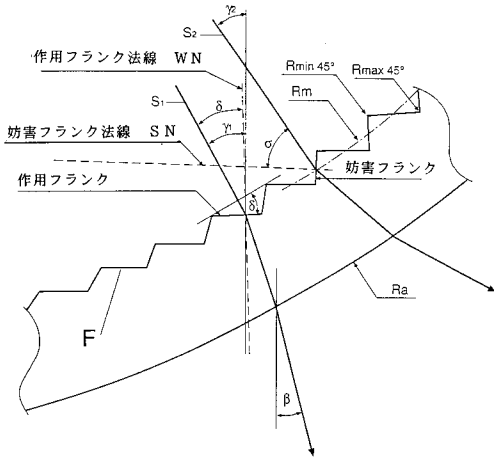 γ₂
S₂
作用フランク法線 WN
Rmin 45°
Rmax 45°
S₁
δ
Rm
γ₁
妨害フランク法線 SN
σ
妨害フランク
作用フランク
δ
Ra
F
β